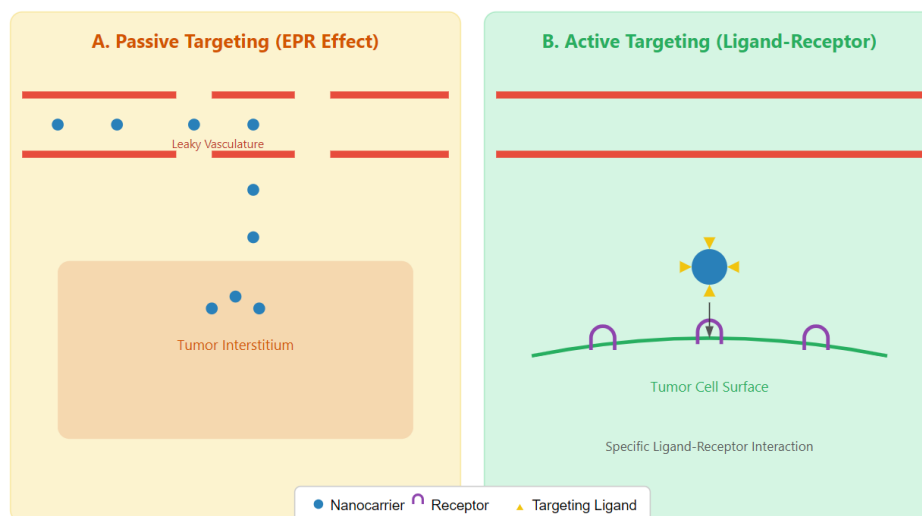 A. Passive Targeting (EPR Effect)
Leaky Vasculature
Tumor Interstitium
B. Active Targeting (Ligand-Receptor)
Tumor Cell Surface
Specific Ligand-Receptor Interaction
Nanocarrier Receptor Targeting Ligand